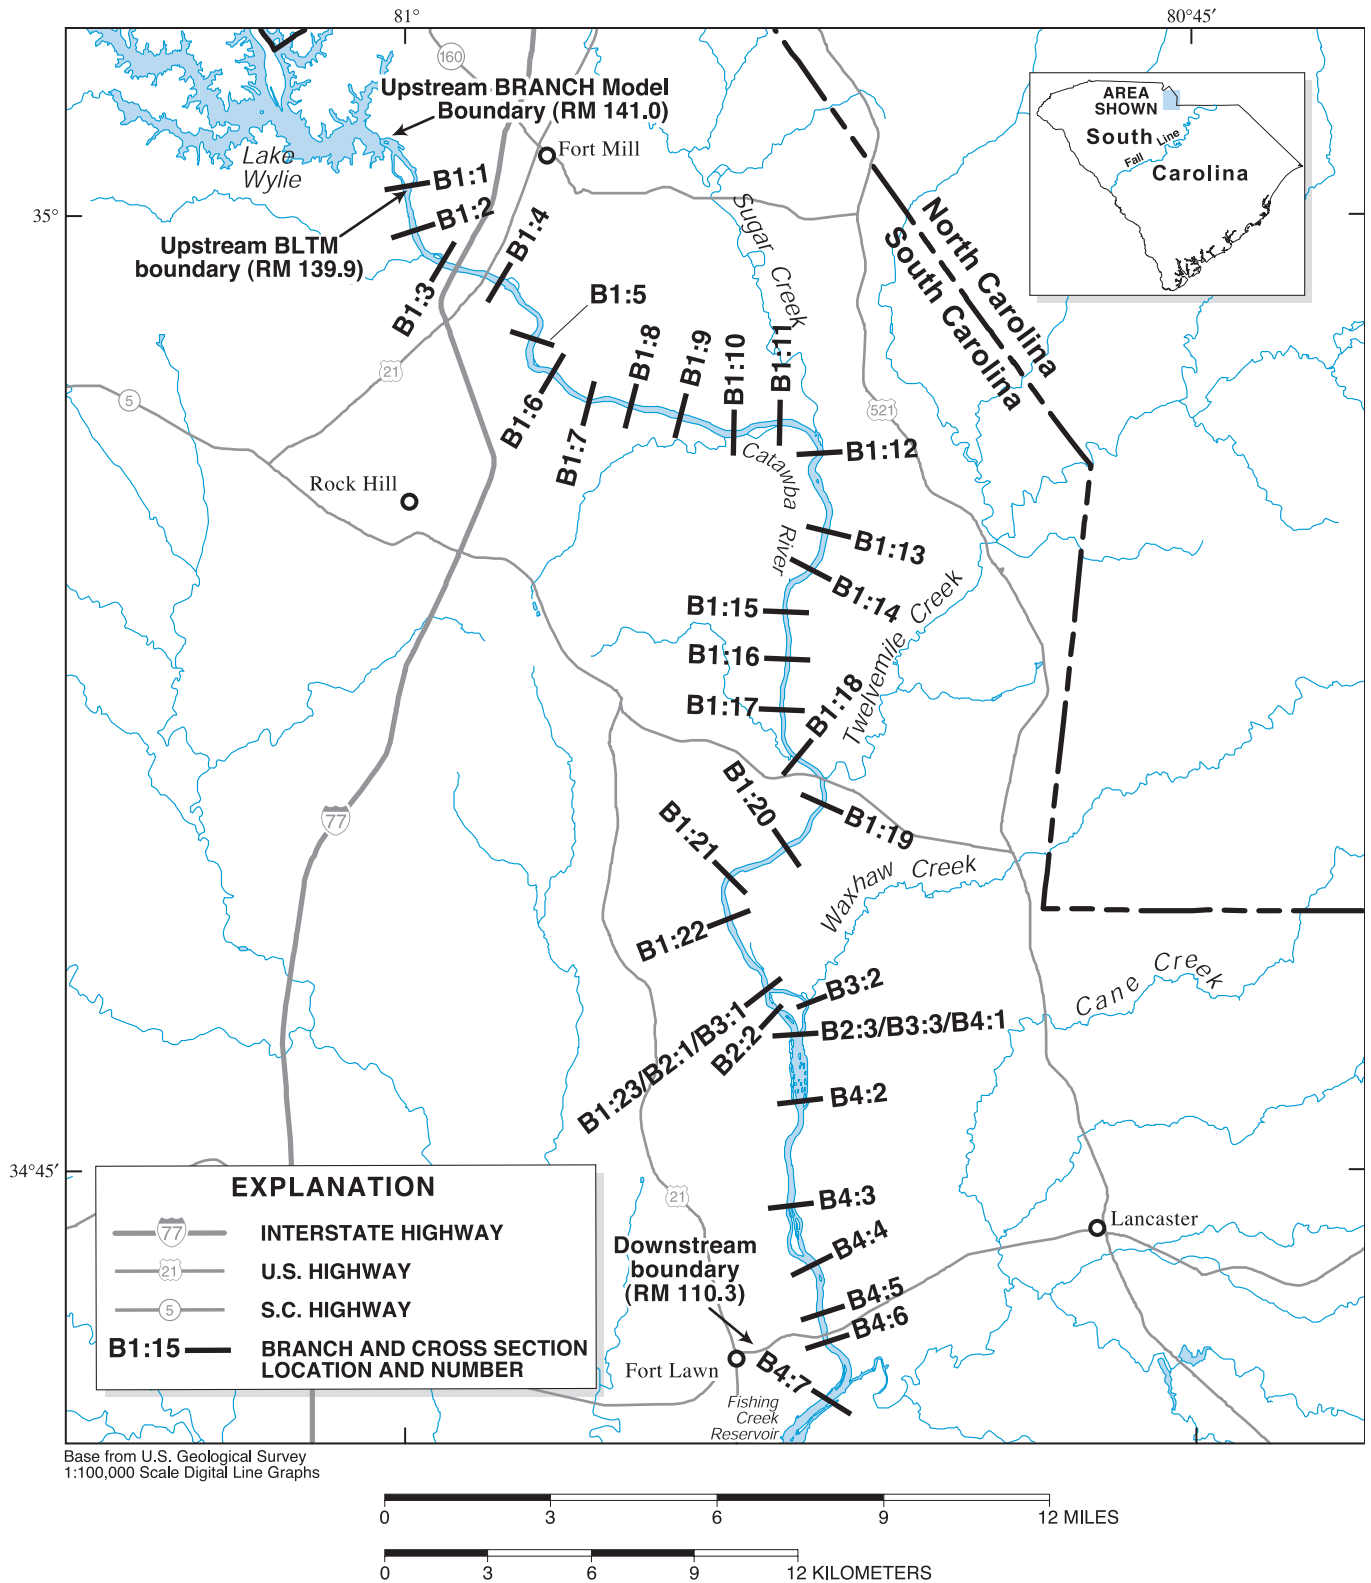 81°
80°45′
160
Upstream BRANCH Model
Boundary (RM 141.0)
Fort Mill
AREA
SHOWN
South
Carolina
Fall Line
Lake
Wylie
B1:1
B1:2
35°
Upstream BLTM
boundary (RM 139.9)
B1:3
B1:4
Sugar Creek
North Carolina
South Carolina
B1:5
B1:6
B1:7
B1:8
B1:9
B1:10
B1:11
21
5
521
Catawba River
B1:12
Rock Hill
B1:13
B1:14
B1:15
B1:16
B1:17
B1:18
Twelvemile Creek
77
B1:19
B1:20
B1:21
B1:22
Waxhaw Creek
Cane Creek
B1:23/B2:1/B3:1
B2:2
B3:2
B2:3/B3:3/B4:1
B4:2
34°45′
21
B4:3
B4:4
Lancaster
Downstream
boundary
(RM 110.3)
B4:5
B4:6
Fort Lawn
B4:7
Fishing
Creek
Reservoir
EXPLANATION
77 INTERSTATE HIGHWAY
21 U.S. HIGHWAY
5 S.C. HIGHWAY
B1:15 BRANCH AND CROSS SECTION
LOCATION AND NUMBER
Base from U.S. Geological Survey
1:100,000 Scale Digital Line Graphs
0 3 6 9 12 MILES
0 3 6 9 12 KILOMETERS